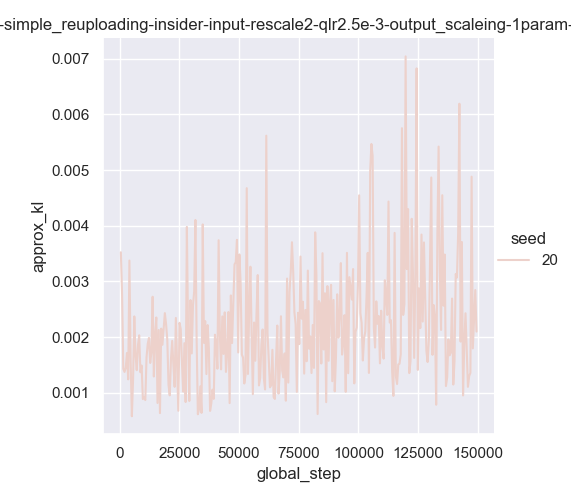 -simple_reuploading-insider-input-rescale2-qlr2.5e-3-output_scaleing-1param-
0.007
0.006
0.005
0.004
0.003
0.002
0.001
approx_kl
0 25000 50000 75000 100000 125000 150000
global_step
seed
20